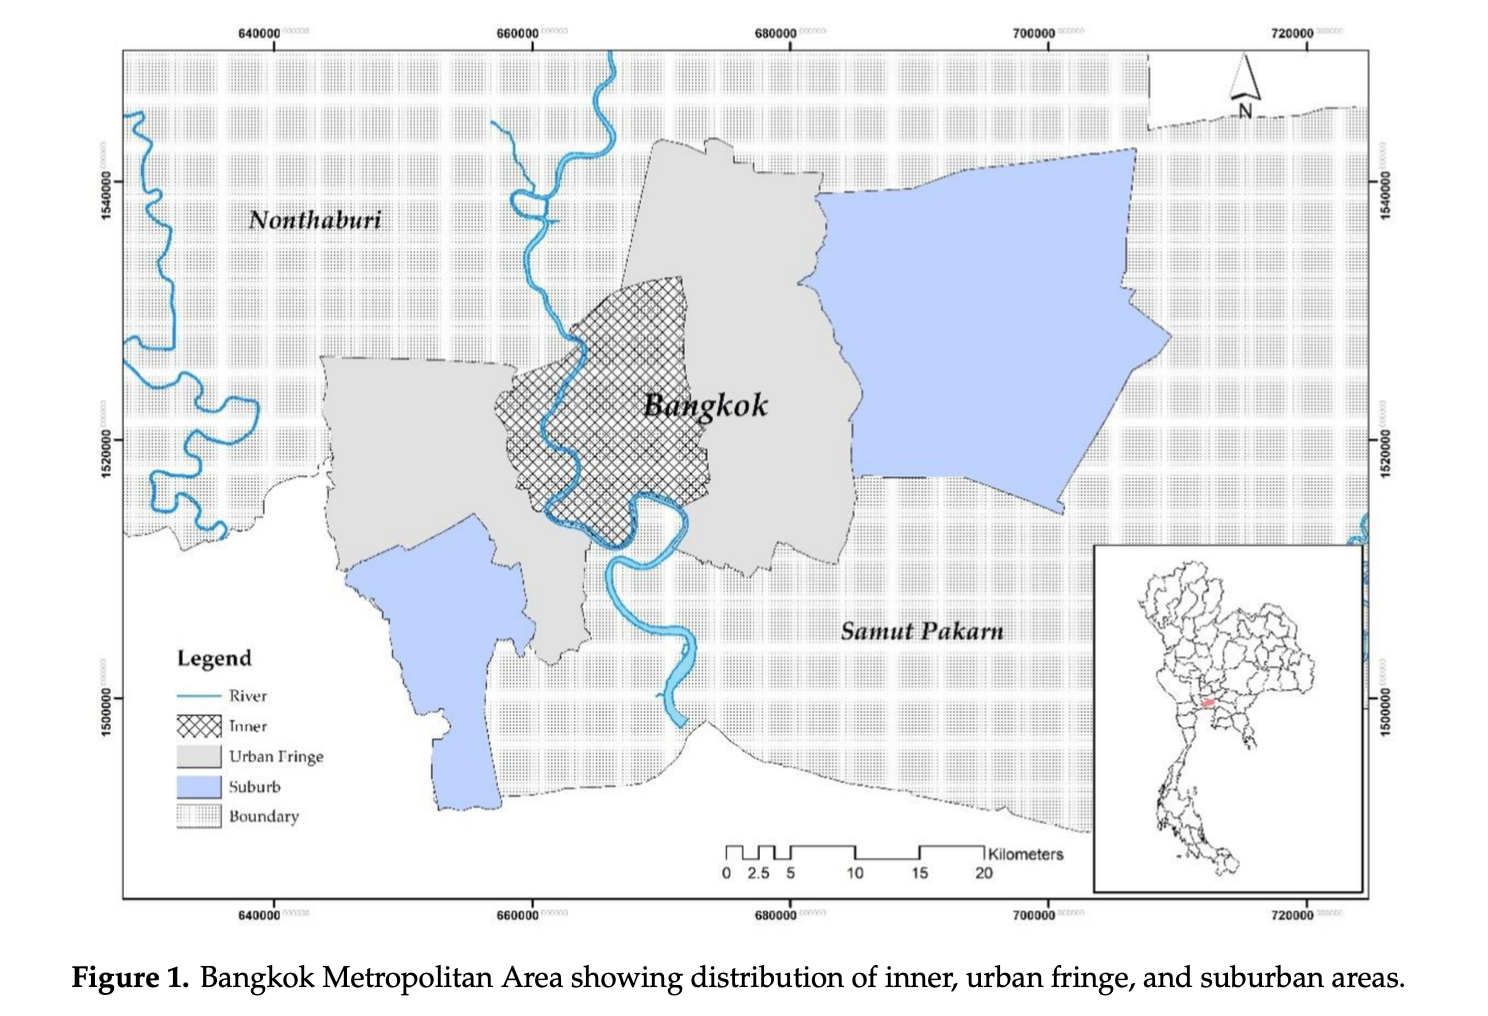 640000 660000 680000 700000 720000
N
1540000 1540000
Nonthaburi
Bangkok
1520000 1520000
Samut Pakarn
Legend
River
Inner
Urban Fringe
Suburb
Boundary
1500000 1500000
Kilometers
0 2.5 5 10 15 20
640000 660000 680000 700000 720000
Figure 1. Bangkok Metropolitan Area showing distribution of inner, urban fringe, and suburban areas.